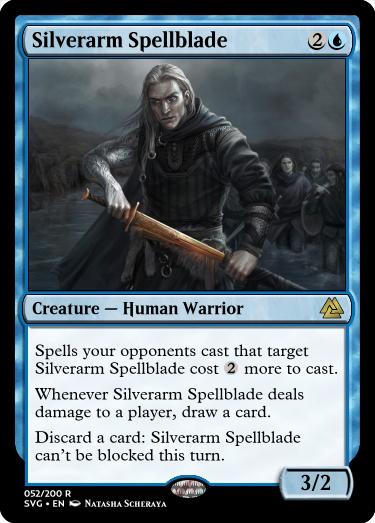 Silverarm Spellblade 2
Creature — Human Warrior
Spells your opponents cast that target
Silverarm Spellblade cost 2 more to cast.
Whenever Silverarm Spellblade deals
damage to a player, draw a card.
Discard a card: Silverarm Spellblade
can't be blocked this turn.
3/2
052/200 R
SVG • EN Natasha Scheraya